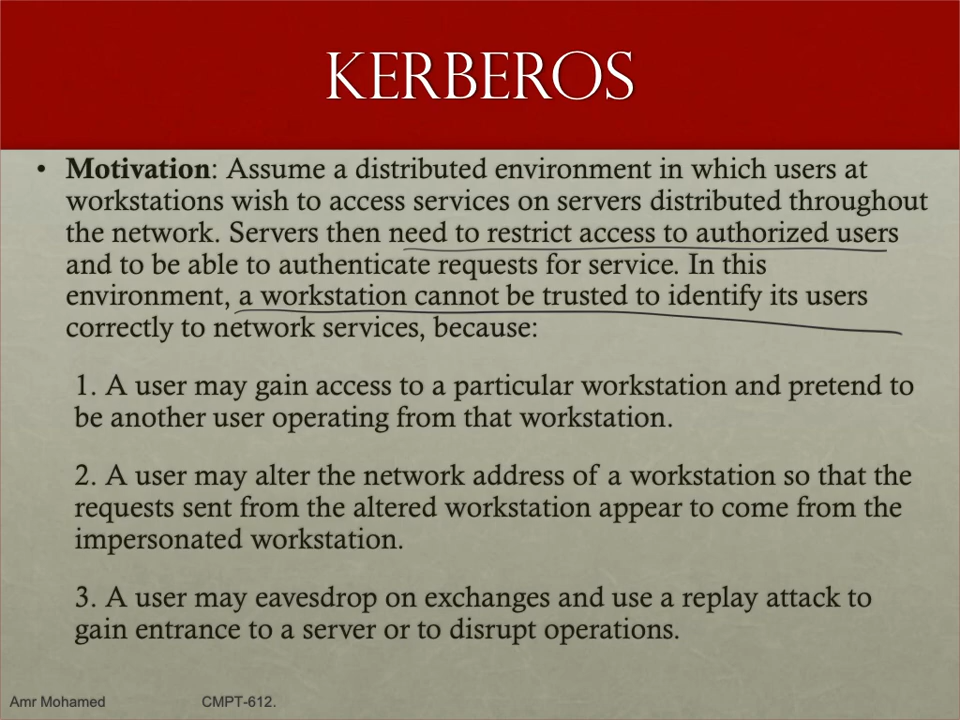 KERBEROS
• Motivation: Assume a distributed environment in which users at
workstations wish to access services on servers distributed throughout
the network. Servers then need to restrict access to authorized users
and to be able to authenticate requests for service. In this
environment, a workstation cannot be trusted to identify its users
correctly to network services, because:
1. A user may gain access to a particular workstation and pretend to
be another user operating from that workstation.
2. A user may alter the network address of a workstation so that the
requests sent from the altered workstation appear to come from the
impersonated workstation.
3. A user may eavesdrop on exchanges and use a replay attack to
gain entrance to a server or to disrupt operations.
Amr Mohamed CMPT-612.